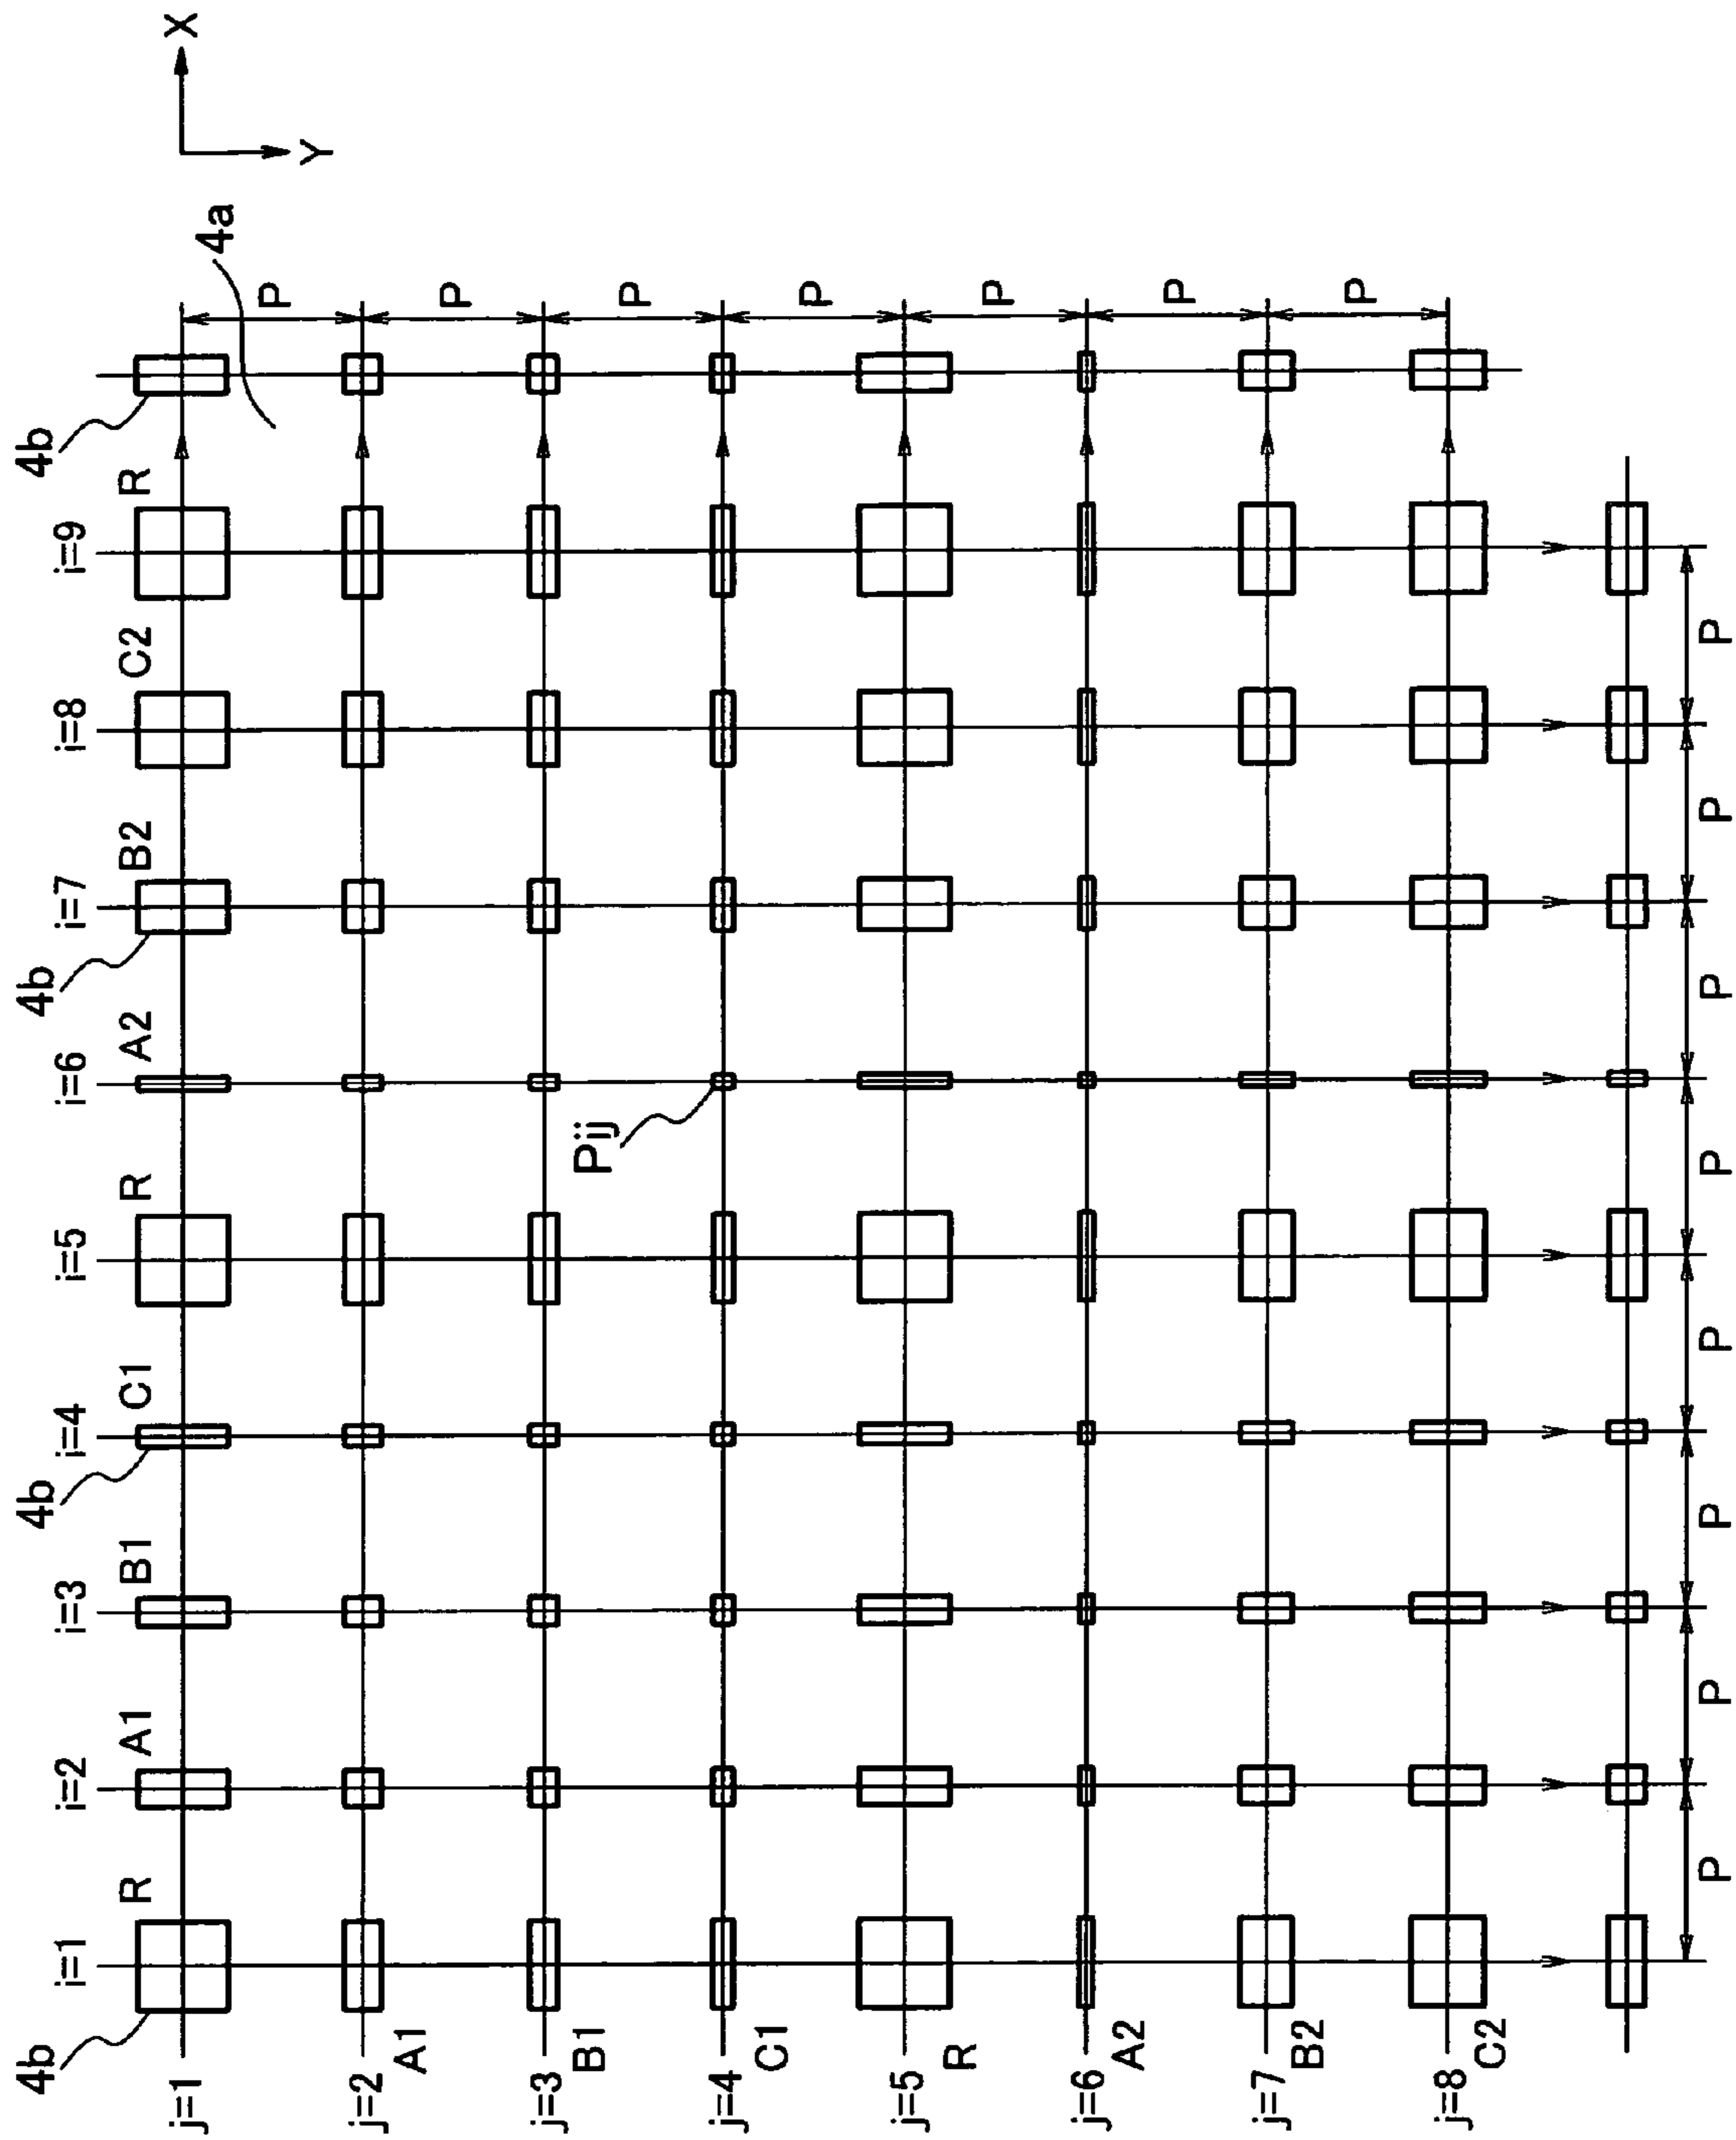 4b 4b 4b 4b
i=1 i=2 i=3 i=4 i=5 i=6 i=7 i=8 i=9
R A1 B1 C1 R A2 B2 C2 R
X
j=1
4a
P
Y
j=2
A1
P
j=3
B1
Pij
P
j=4
C1
P
j=5
R
P
j=6
A2
P
j=7
B2
P
j=8
C2
P P P P P P P P